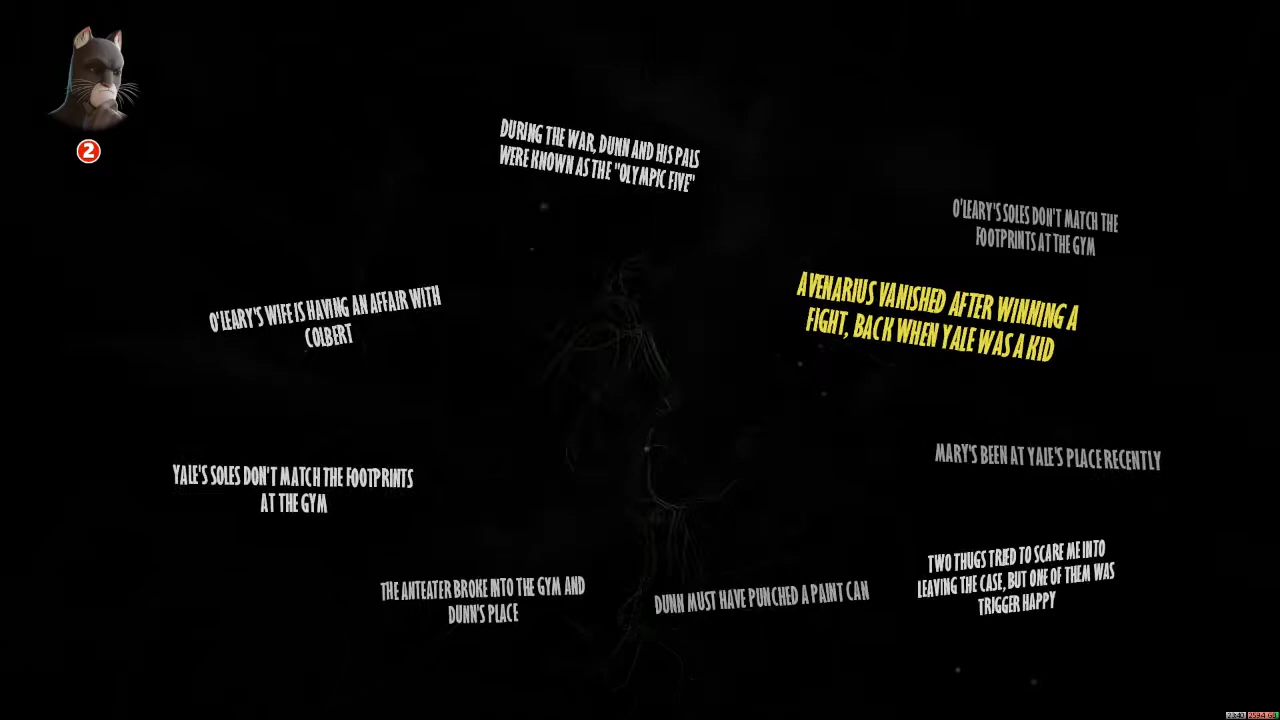 2
DURING THE WAR, DUNN AND HIS PALS
WERE KNOWN AS THE "OLYMPIC FIVE"
O'LEARY'S SOLES DON'T MATCH THE
FOOTPRINTS AT THE GYM
AVENARIUS VANISHED AFTER WINNING A
FIGHT, BACK WHEN YALE WAS A KID
O'LEARY'S WIFE IS HAVING AN AFFAIR WITH
COLBERT
MARY'S BEEN AT YALE'S PLACE RECENTLY
YALE'S SOLES DON'T MATCH THE FOOTPRINTS
AT THE GYM
TWO THUGS TRIED TO SCARE ME INTO
LEAVING THE CASE, BUT ONE OF THEM WAS
TRIGGER HAPPY
THE ANTEATER BROKE INTO THE GYM AND
DUNN'S PLACE
DUNN MUST HAVE PUNCHED A PAINT CAN